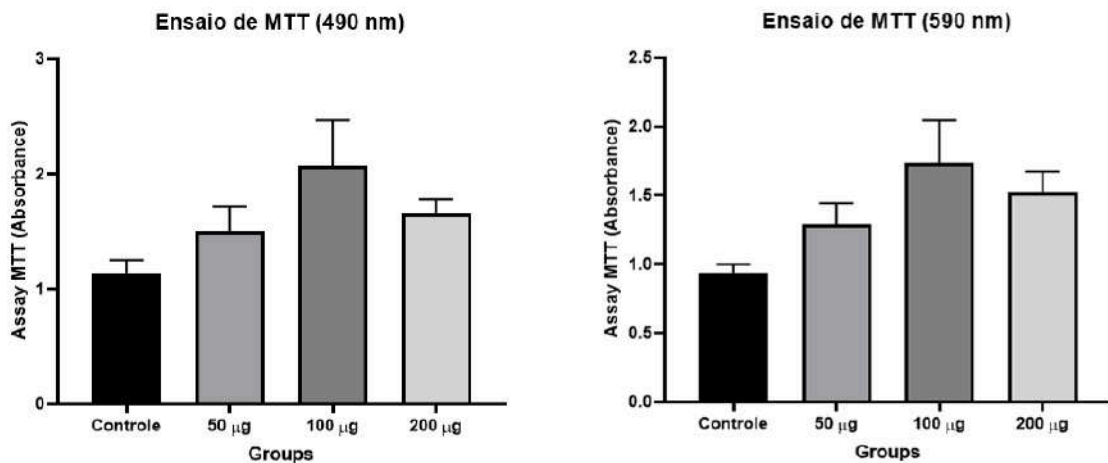 Ensaio de MTT (490 nm)
Assay MTT (Absorbance)
3
2
1
0
Controle
50 µg
100 µg
200 µg
Groups
Ensaio de MTT (590 nm)
Assay MTT (Absorbance)
2.5
2.0
1.5
1.0
0.5
0.0
Controle
50 µg
100 µg
200 µg
Groups